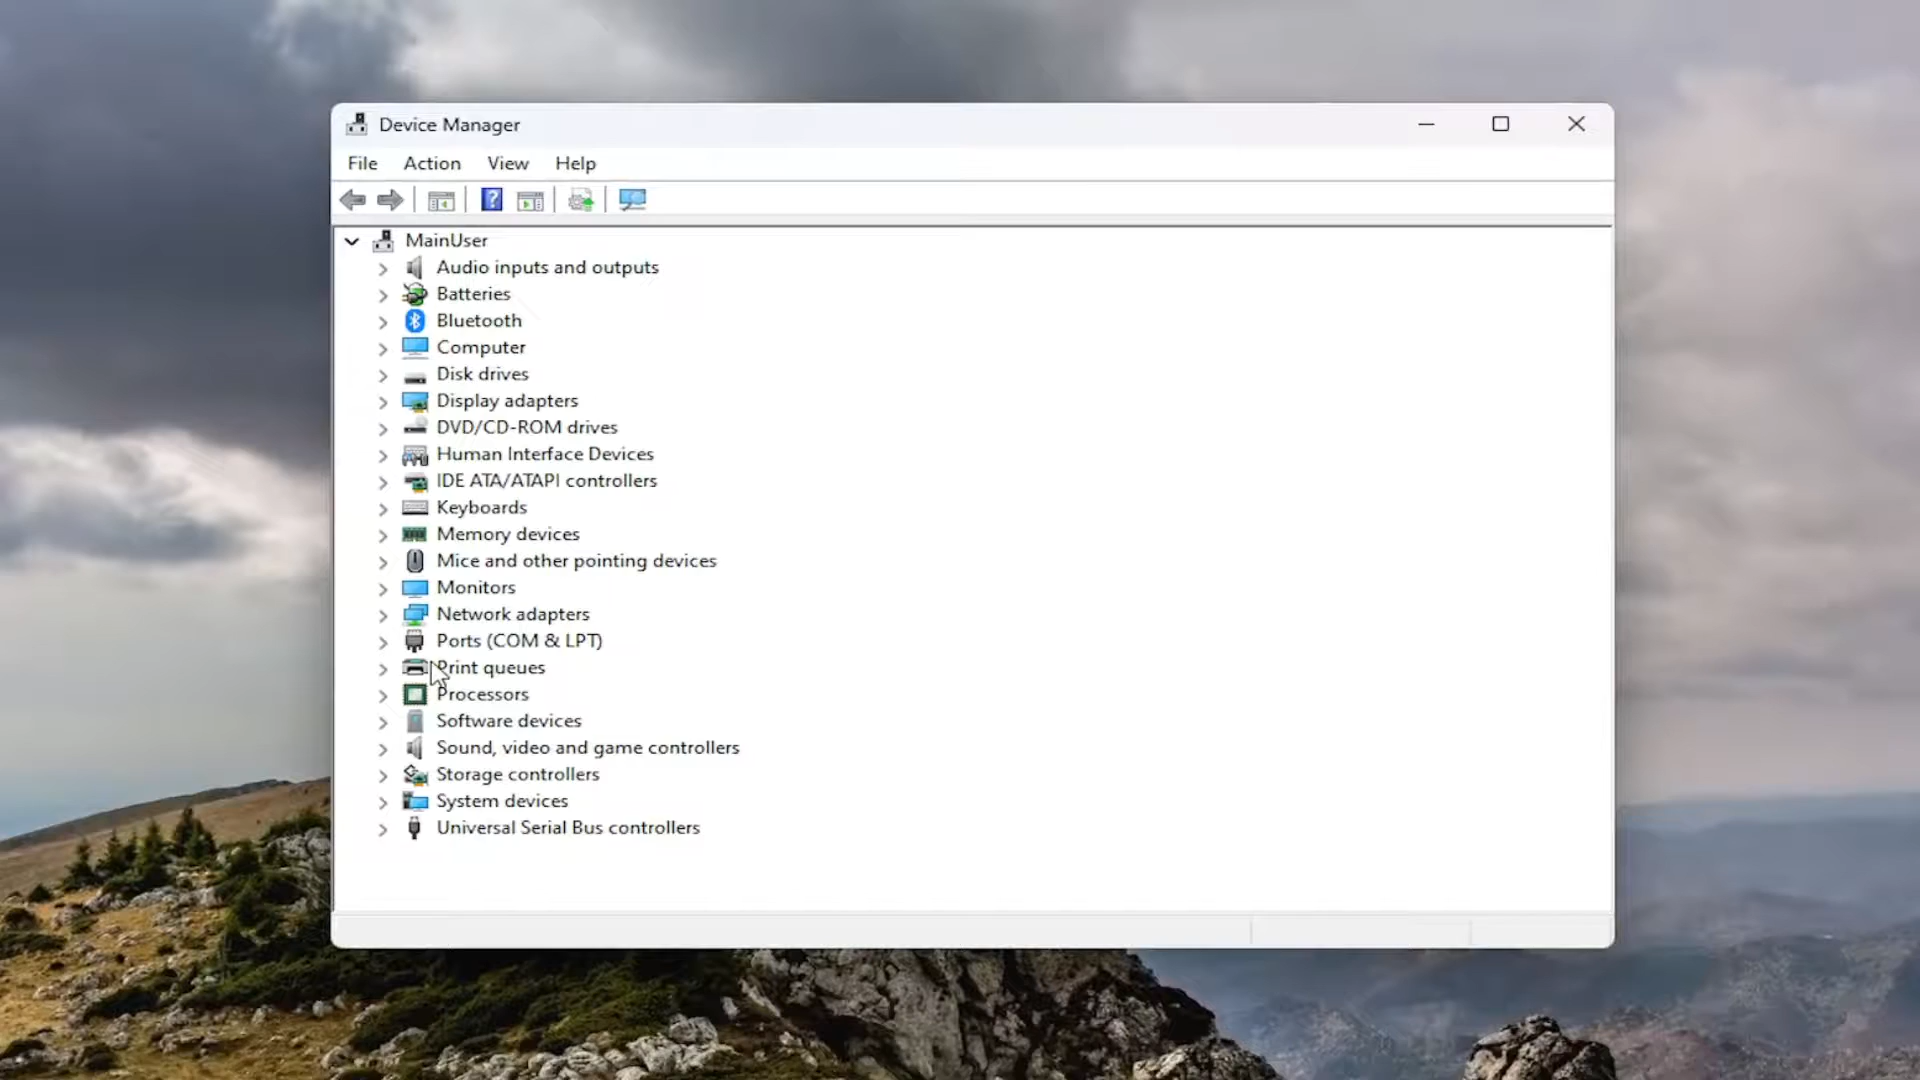 Device Manager
File Action View Help
MainUser
Audio inputs and outputs
Batteries
Bluetooth
Computer
Disk drives
Display adapters
DVD/CD-ROM drives
Human Interface Devices
IDE ATA/ATAPI controllers
Keyboards
Memory devices
Mice and other pointing devices
Monitors
Network adapters
Ports (COM & LPT)
Print queues
Processors
Software devices
Sound, video and game controllers
Storage controllers
System devices
Universal Serial Bus controllers